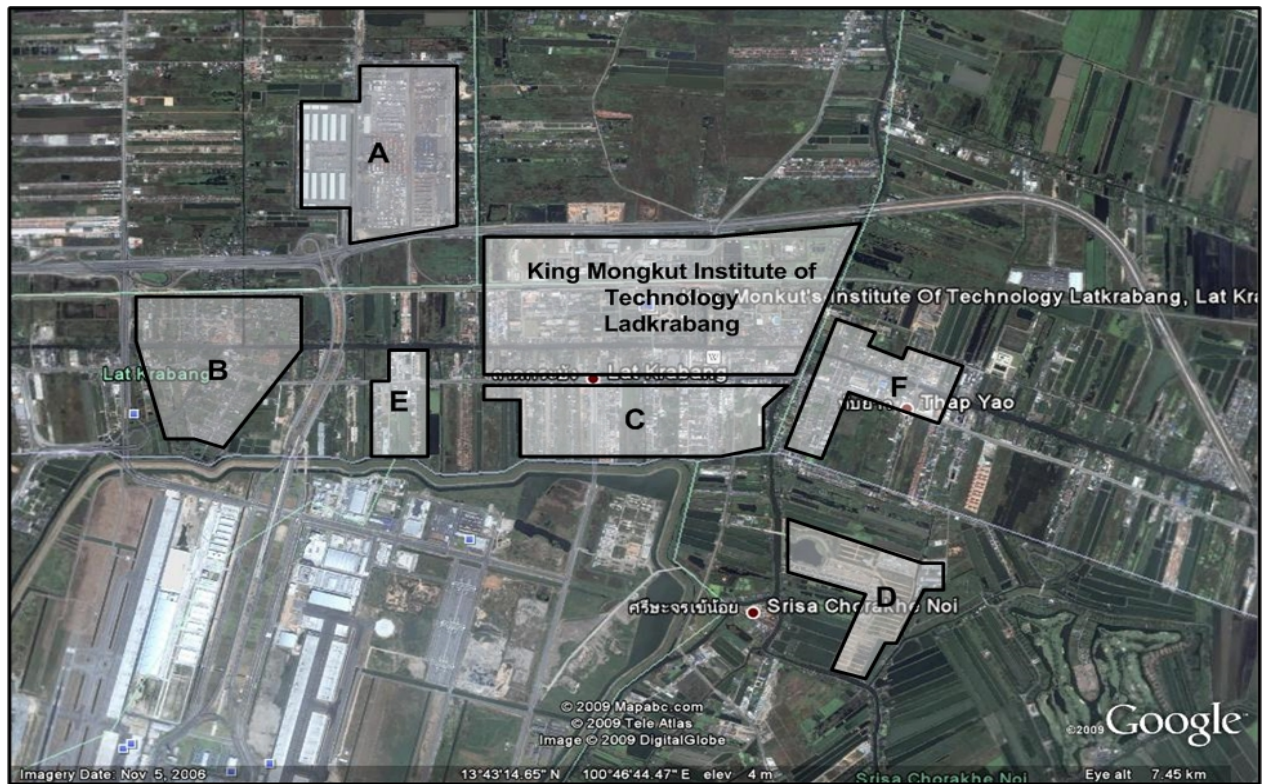 A
King Mongkut Institute of
Technology
Ladkrabang
Monkut's Institute Of Technology Latkrabang, Lat Kra
B
Lat Krabang
Lat Krabang
E
C
F
Thap Yao
D
ศรีษะจรเข้น้อย Srisa Chorakhe Noi
© 2009 Mapabc.com
© 2009 Tele Atlas
Image © 2009 DigitalGlobe
©2009 Google™
Imagery Date: Nov 5, 2006 13°43'14.65" N 100°46'44.47" E elev 4 m Srisa Chorakhe Noi Eye alt 7.45 km